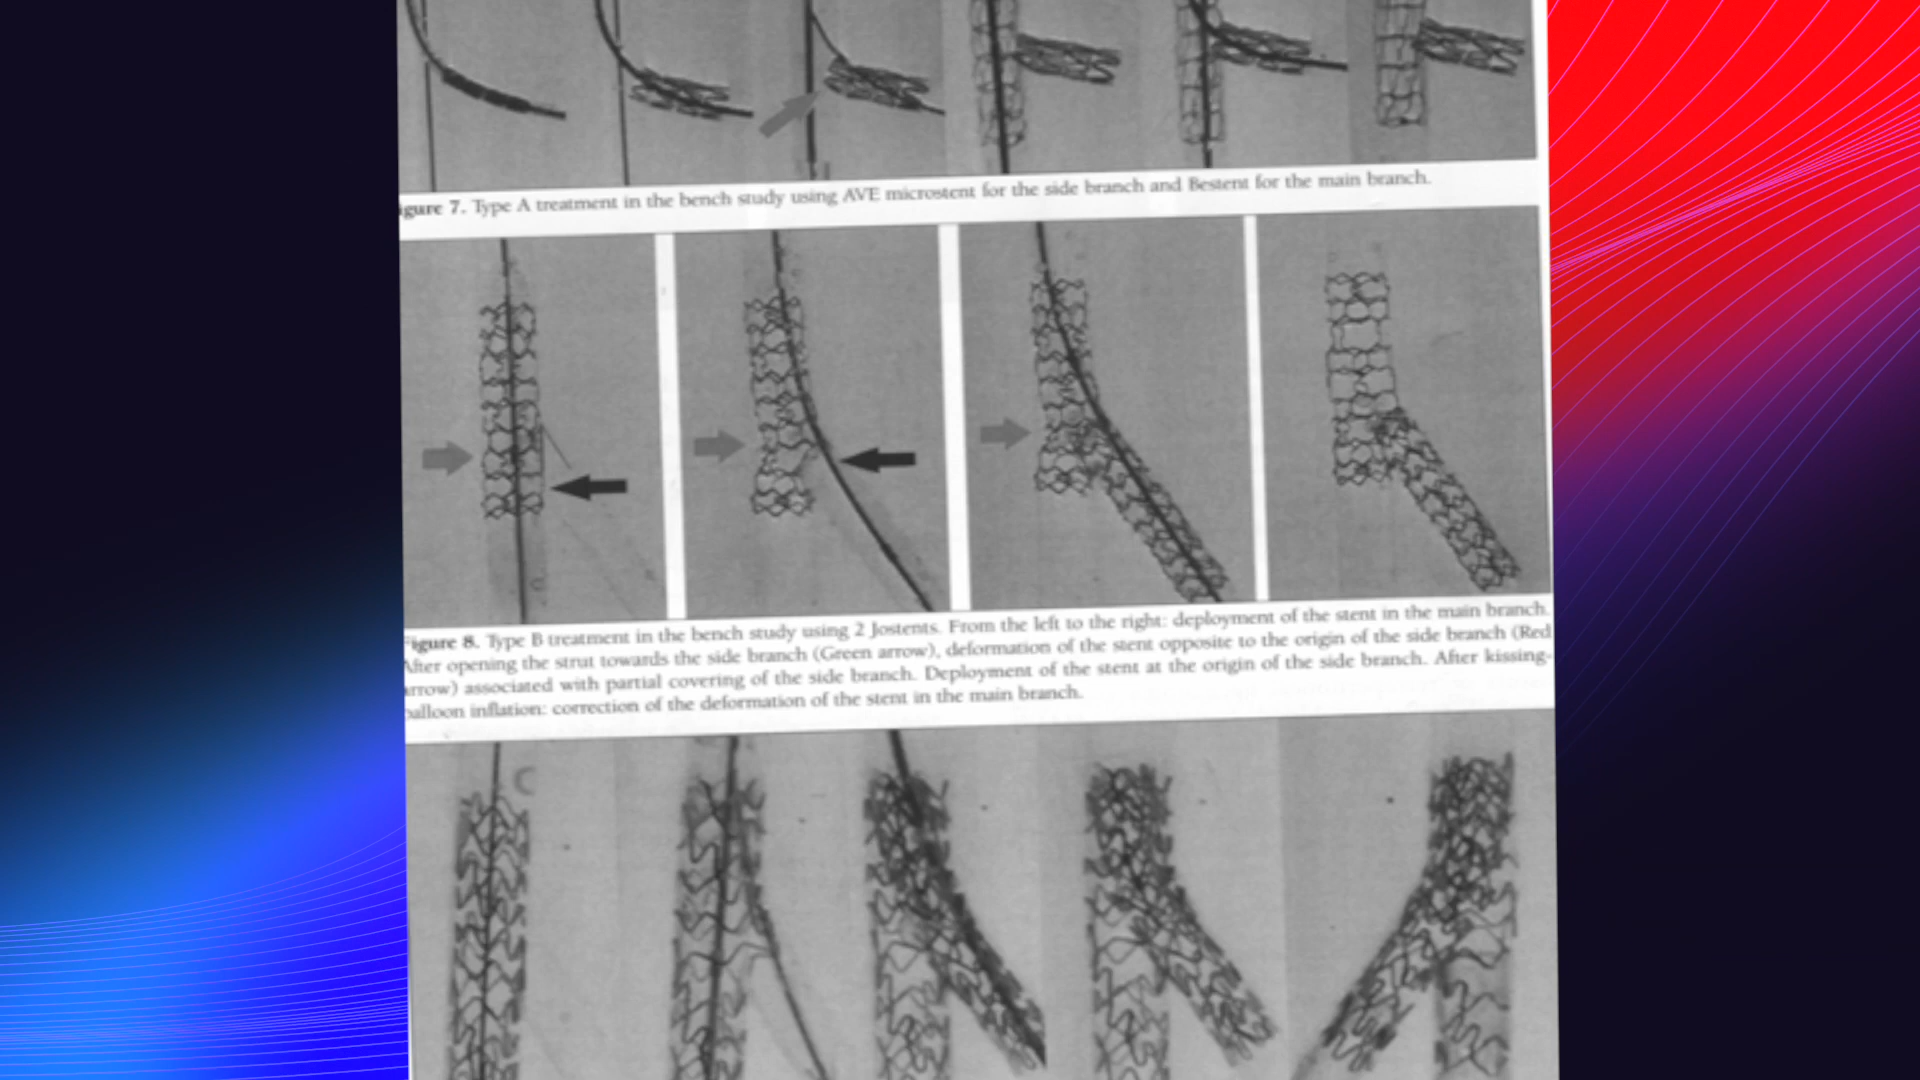 igure 7. Type A treatment in the bench study using AVE microstent for the side branch and Bestent for the main branch.
igure 8. Type B treatment in the bench study using 2 Jostents. From the left to the right: deployment of the stent in the main branch.
After opening the strut towards the side branch (Green arrow), deformation of the stent opposite to the origin of the side branch (Red
arrow) associated with partial covering of the side branch. Deployment of the stent at the origin of the side branch. After kissing-
balloon inflation: correction of the deformation of the stent in the main branch.